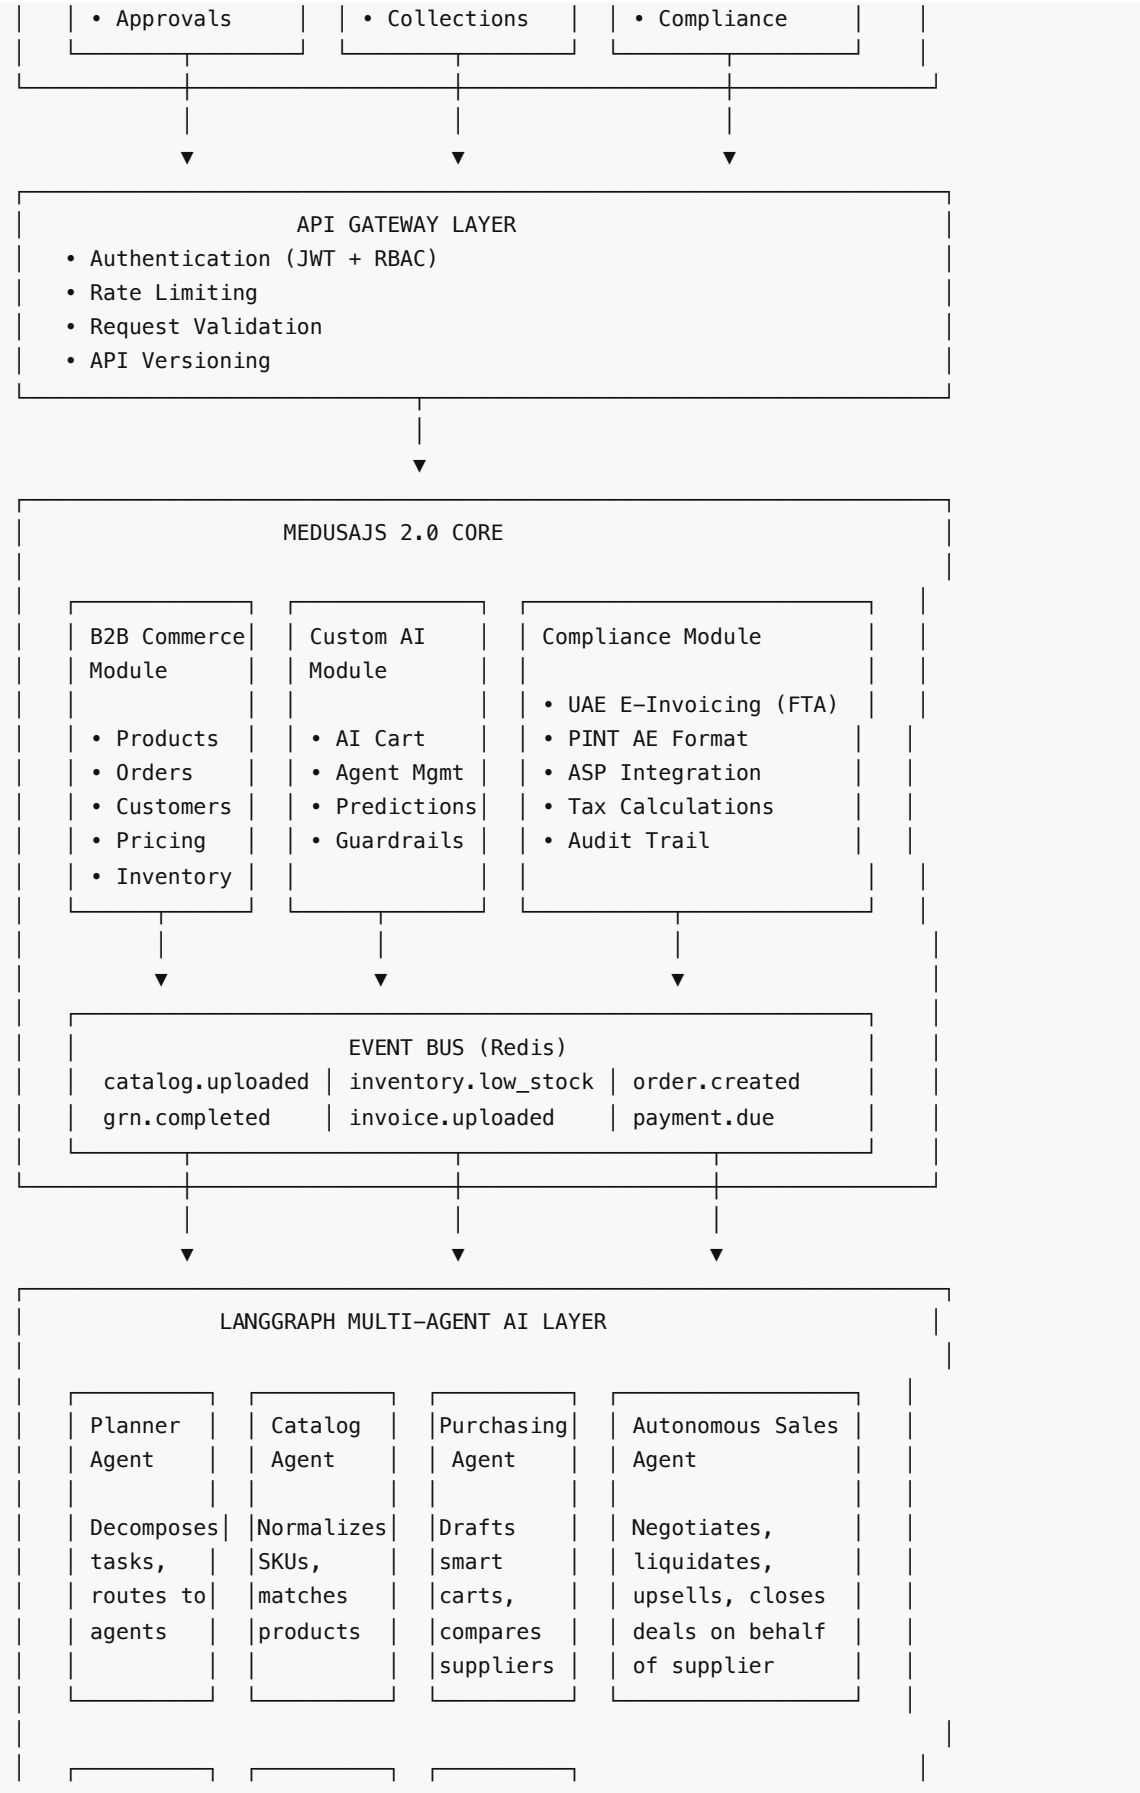 • Approvals • Collections • Compliance
API GATEWAY LAYER
• Authentication (JWT + RBAC)
• Rate Limiting
• Request Validation
• API Versioning
MEDUSAJS 2.0 CORE
B2B Commerce Custom AI Compliance Module
Module Module
• UAE E-Invoicing (FTA)
• Products • AI Cart • PINT AE Format
• Orders • Agent Mgmt • ASP Integration
• Customers • Predictions • Tax Calculations
• Pricing • Guardrails • Audit Trail
• Inventory
EVENT BUS (Redis)
catalog.uploaded | inventory.low_stock | order.created
grn.completed | invoice.uploaded | payment.due
LANGGRAPH MULTI-AGENT AI LAYER
Planner Catalog Purchasing Autonomous Sales
Agent Agent Agent Agent
Decomposes Normalizes Drafts Negotiates,
tasks, SKUs, smart liquidates,
routes to matches carts, upsells, closes
agents products compares deals on behalf
suppliers of supplier